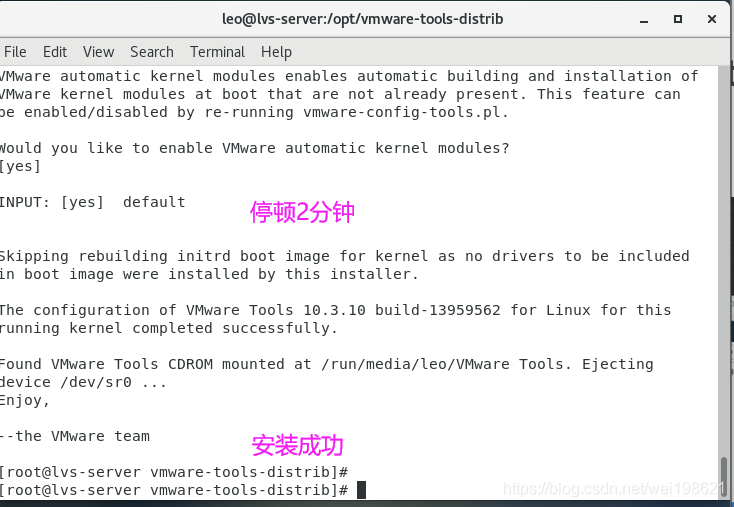 leo@lvs-server:/opt/vmware-tools-distrib
File Edit View Search Terminal Help
VMware automatic kernel modules enables automatic building and installation of
VMware kernel modules at boot that are not already present. This feature can
be enabled/disabled by re-running vmware-config-tools.pl.
Would you like to enable VMware automatic kernel modules?
[yes]
INPUT: [yes]  default
停顿2分钟
Skipping rebuilding initrd boot image for kernel as no drivers to be included
in boot image were installed by this installer.
The configuration of VMware Tools 10.3.10 build-13959562 for Linux for this
running kernel completed successfully.
Found VMware Tools CDROM mounted at /run/media/leo/VMware Tools. Ejecting
device /dev/sr0 ...
Enjoy,
--the VMware team
安装成功
[root@lvs-server vmware-tools-distrib]#
[root@lvs-server vmware-tools-distrib]#
https://blog.csdn.net/wei198621